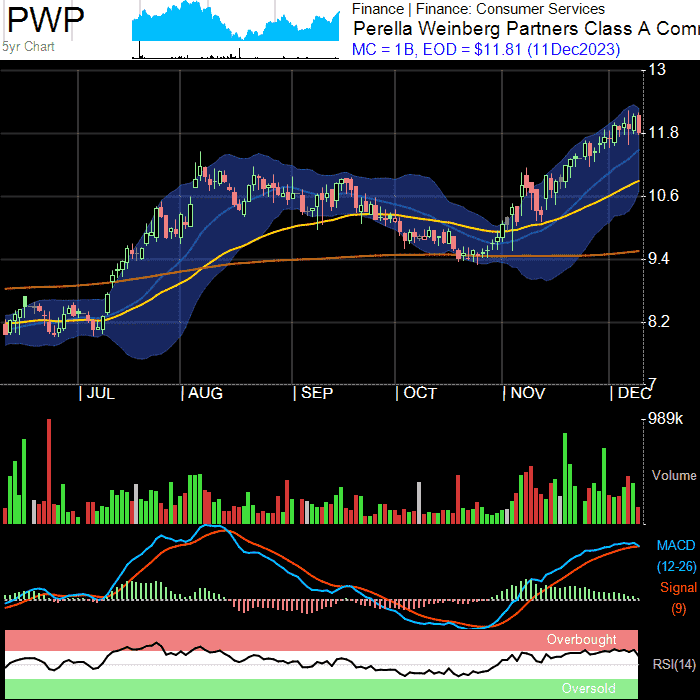 PWP
5yr Chart
Finance | Finance: Consumer Services
Perella Weinberg Partners Class A Com
MC = 1B, EOD = $11.81 (11Dec2023)
13
11.8
10.6
9.4
8.2
7
JUL
AUG
SEP
OCT
NOV
DEC
989k
Volume
MACD
(12-26)
Signal
(9)
Overbought
RSI(14)
Oversold